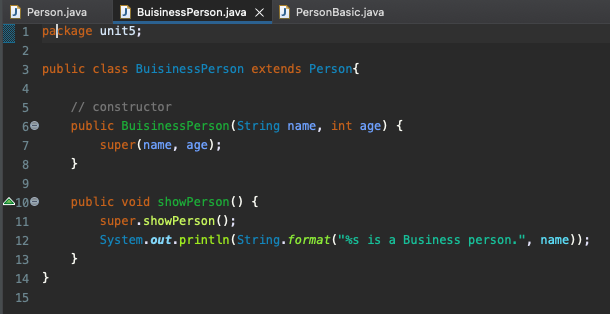 Person.java BuisinessPerson.java PersonBasic.java
1 package unit5;
2
3 public class BuisinessPerson extends Person{
4
5 // constructor
6 public BuisinessPerson(String name, int age) {
7 super(name, age);
8 }
9
10 public void showPerson() {
11 super.showPerson();
12 System.out.println(String.format("%s is a Business person.", name));
13 }
14 }
15